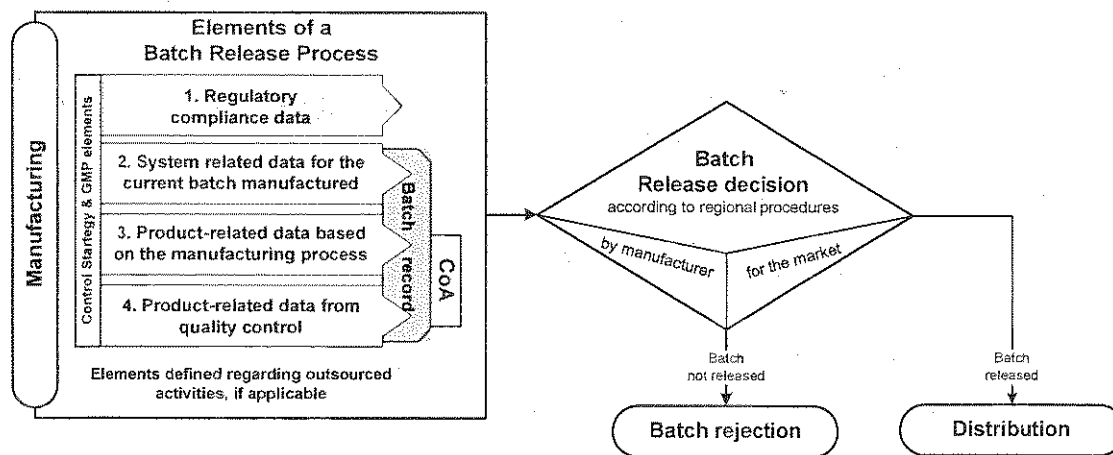 Manufacturing
Elements of a
Batch Release Process
Control Startegy & GMP elements
1. Regulatory
compliance data
2. System related data for the
current batch manufactured
3. Product-related data based
on the manufacturing process
4. Product-related data from
quality control
Batch record
CoA
Elements defined regarding outsourced
activities, if applicable
Batch
Release decision
according to regional procedures
by manufacturer
for the market
Batch
not released
Batch
released
Batch rejection
Distribution